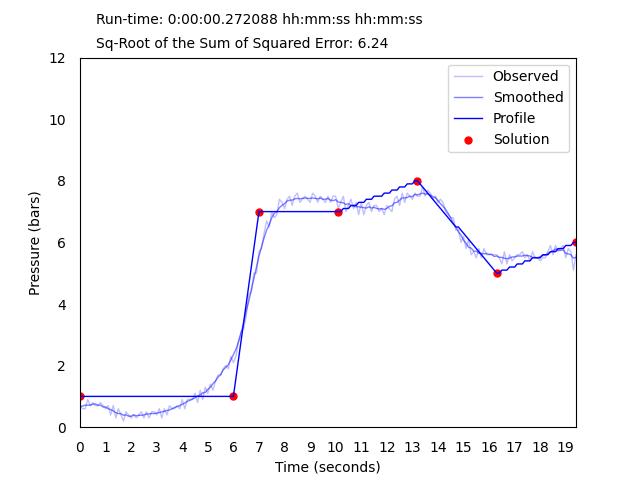 Run-time: 0:00:00.272088 hh:mm:ss hh:mm:ss
Sq-Root of the Sum of Squared Error: 6.24
12
10
8
6
4
2
0
Pressure (bars)
Observed
Smoothed
Profile
Solution
0 1 2 3 4 5 6 7 8 9 10 11 12 13 14 15 16 17 18 19
Time (seconds)